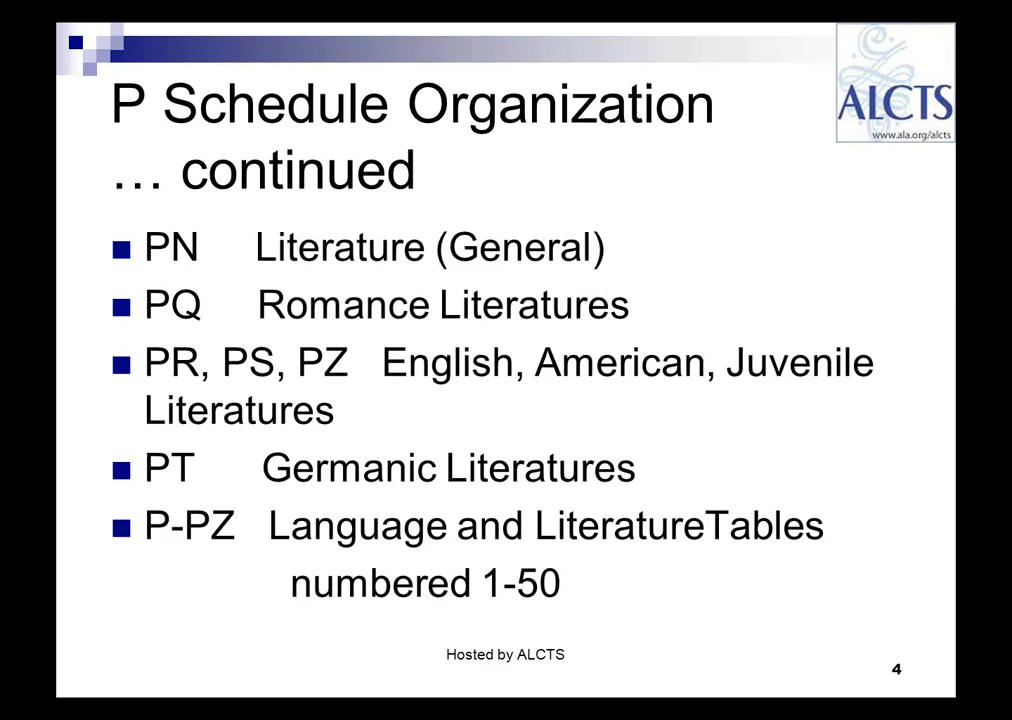 ALCTS
www.ala.org/alcts
P Schedule Organization
… continued
PN Literature (General)
PQ Romance Literatures
PR, PS, PZ English, American, Juvenile
Literatures
PT Germanic Literatures
P-PZ Language and LiteratureTables
numbered 1-50
Hosted by ALCTS
4